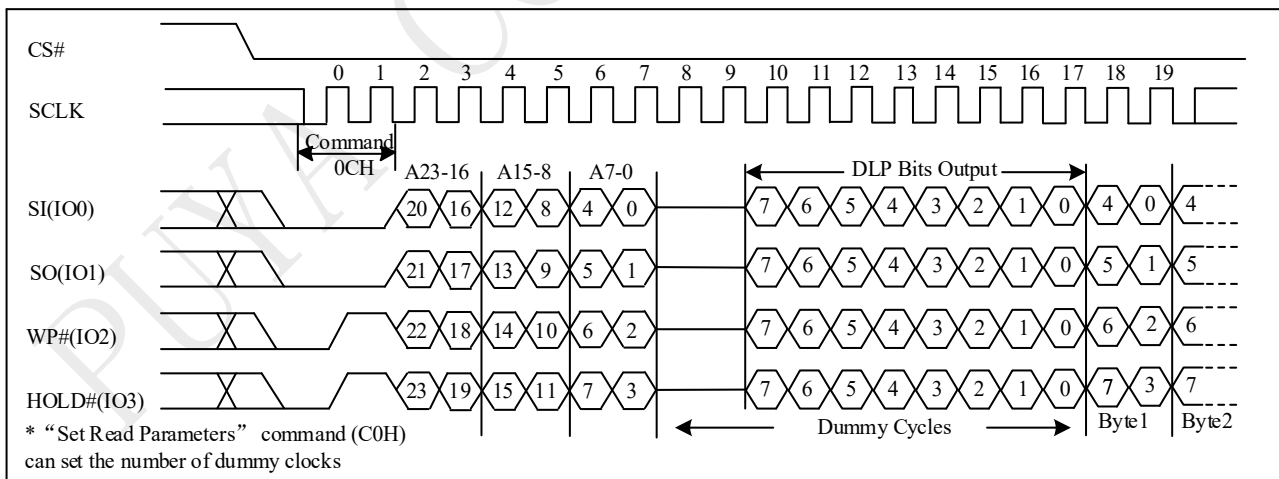 PUYA CO
CS#
0 1 2 3 4 5 6 7 8 9 10 11 12 13 14 15 16 17 18 19
SCLK
Command
0CH
A23-16 A15-8 A7-0 DLP Bits Output
SI(IO0) 20 16 12 8 4 0 7 6 5 4 3 2 1 0 4 0 4
SO(IO1) 21 17 13 9 5 1 7 6 5 4 3 2 1 0 5 1 5
WP#(IO2) 22 18 14 10 6 2 7 6 5 4 3 2 1 0 6 2 6
HOLD#(IO3) 23 19 15 11 7 3 7 6 5 4 3 2 1 0 7 3 7
Dummy Cycles Byte1 Byte2
* “Set Read Parameters” command (C0H)
can set the number of dummy clocks